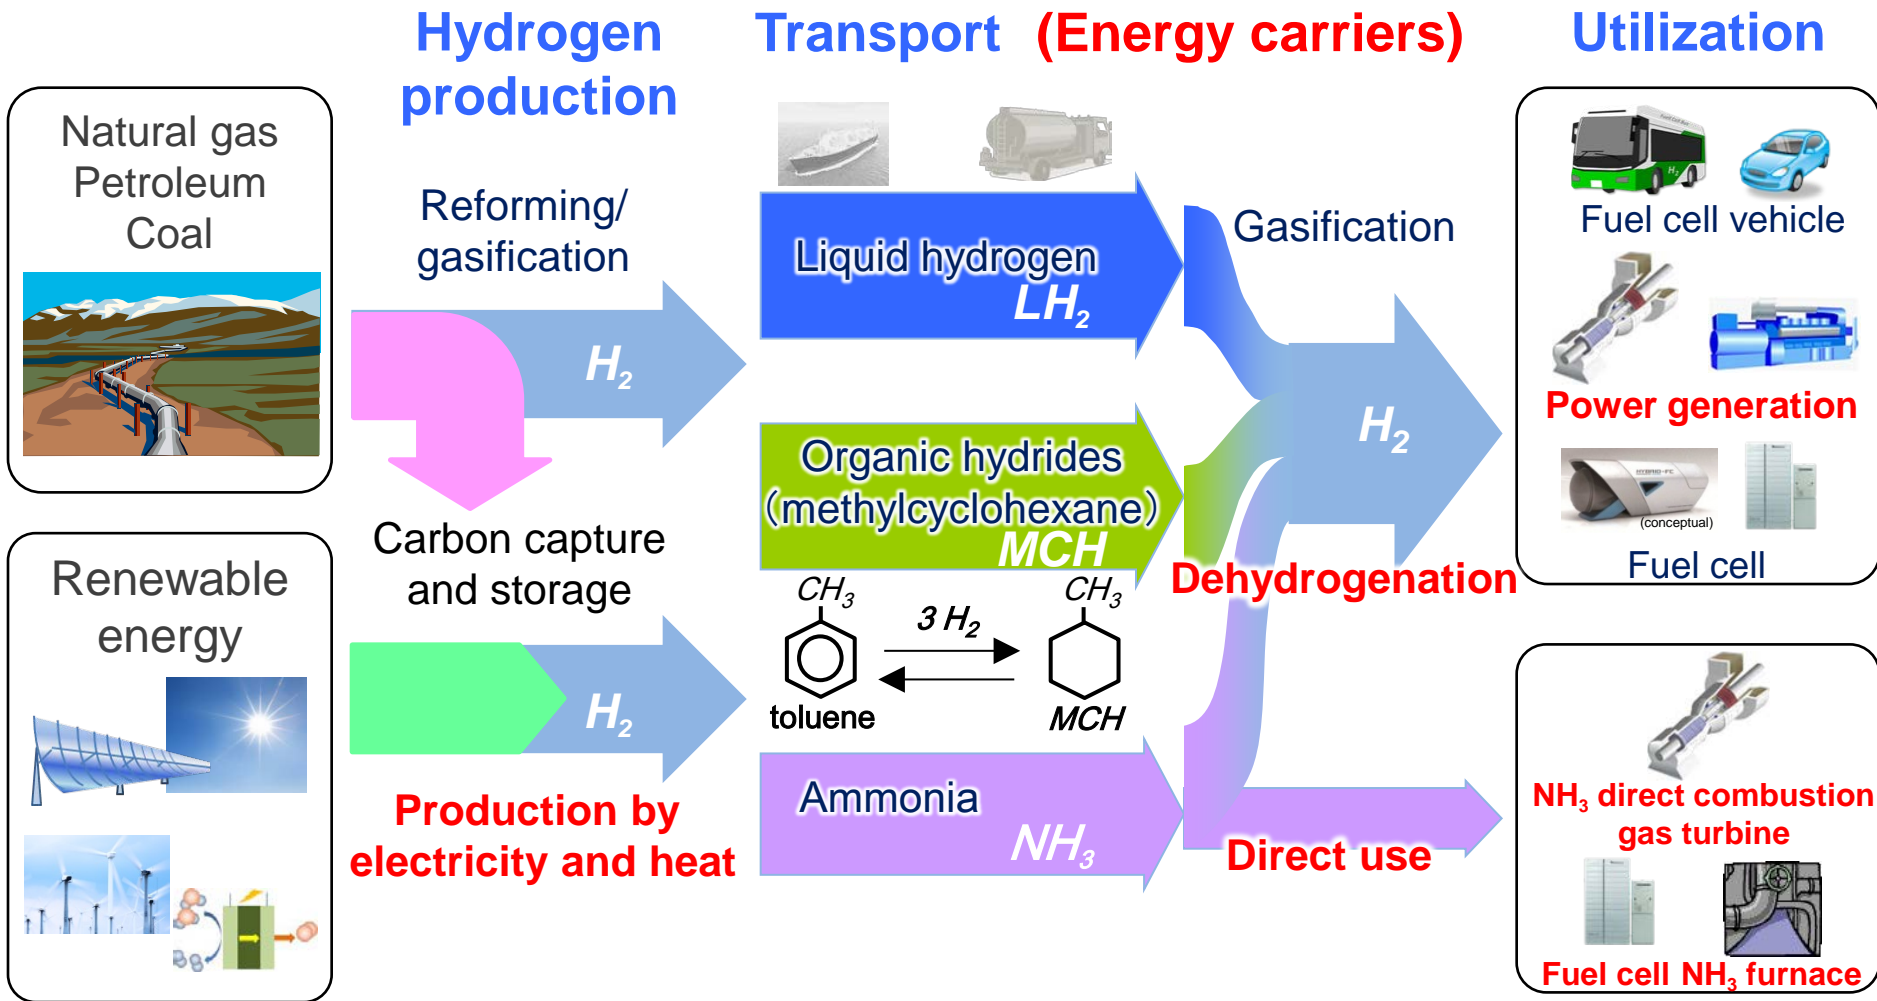 Hydrogen
production
Transport (Energy carriers)
Utilization
Natural gas
Petroleum
Coal
Reforming/
gasification
H₂
Carbon capture
and storage
Renewable
energy
H₂
Production by
electricity and heat
Liquid hydrogen
LH₂
Organic hydrides
(methylcyclohexane)
MCH
CH₃
3 H₂
CH₃
toluene
MCH
Ammonia
NH₃
Gasification
H₂
Dehydrogenation
Direct use
H₂
Fuel cell vehicle
Power generation
HYBRID-FC
(conceptual)
Fuel cell
NH₃ direct combustion
gas turbine
Fuel cell NH₃ furnace